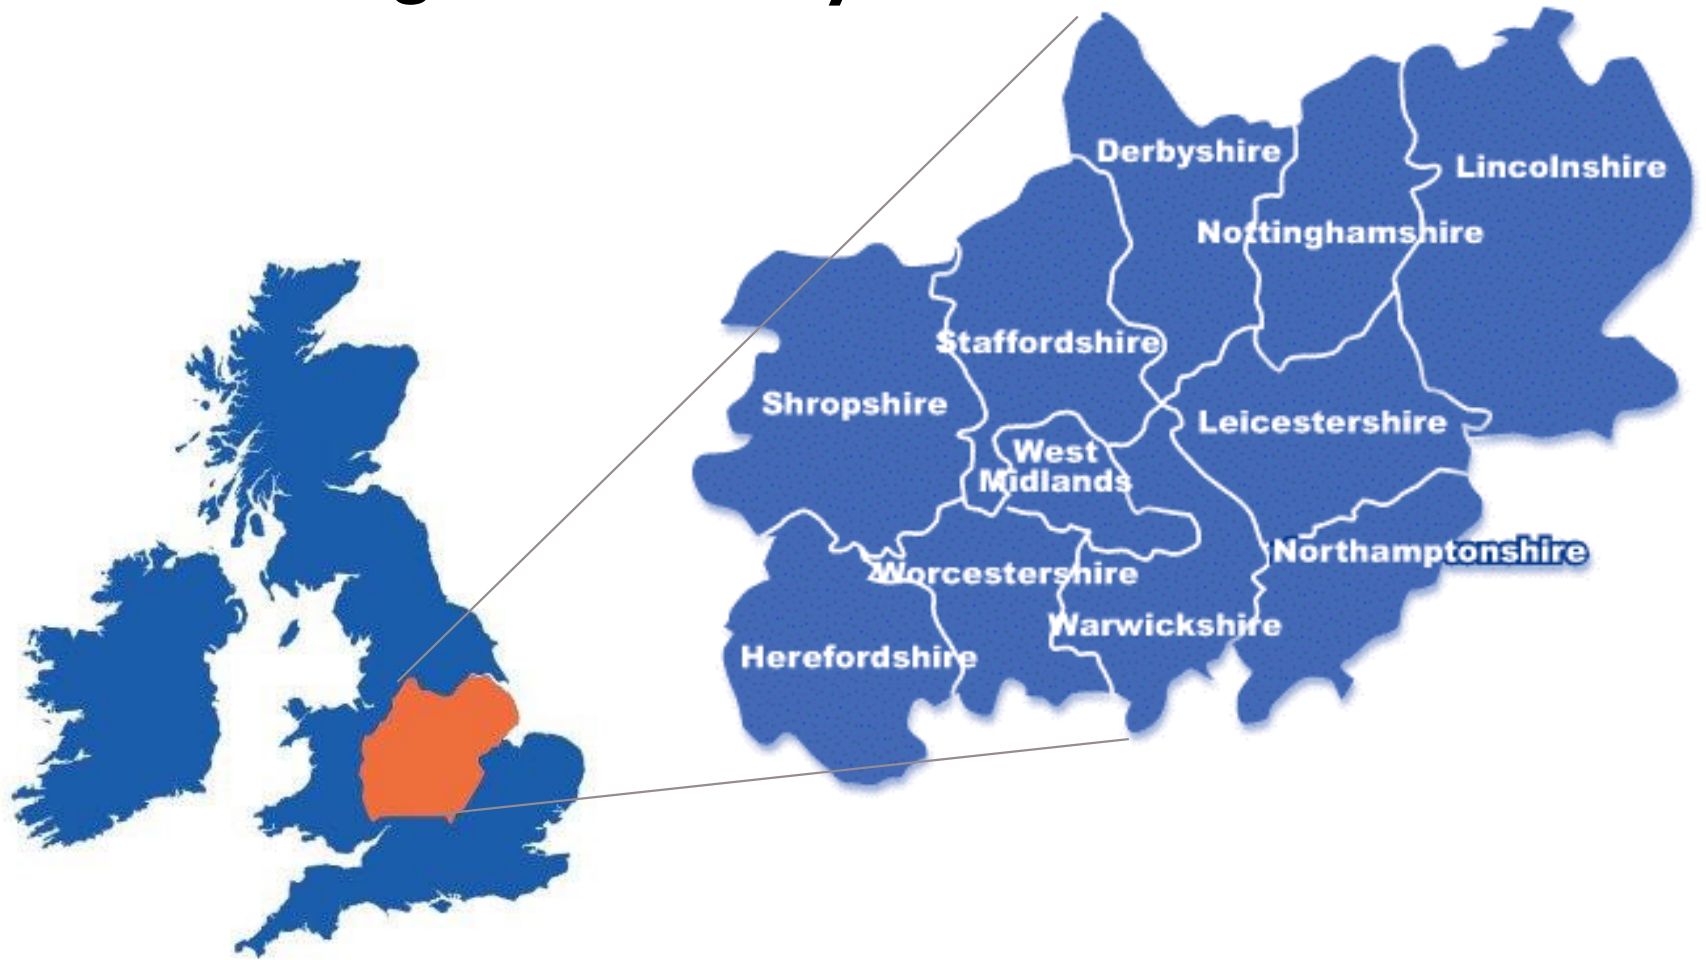 Derbyshire
Lincolnshire
Nottinghamshire
Staffordshire
Shropshire
Leicestershire
West
Midlands
Northamptonshire
Worcestershire
Warwickshire
Herefordshire